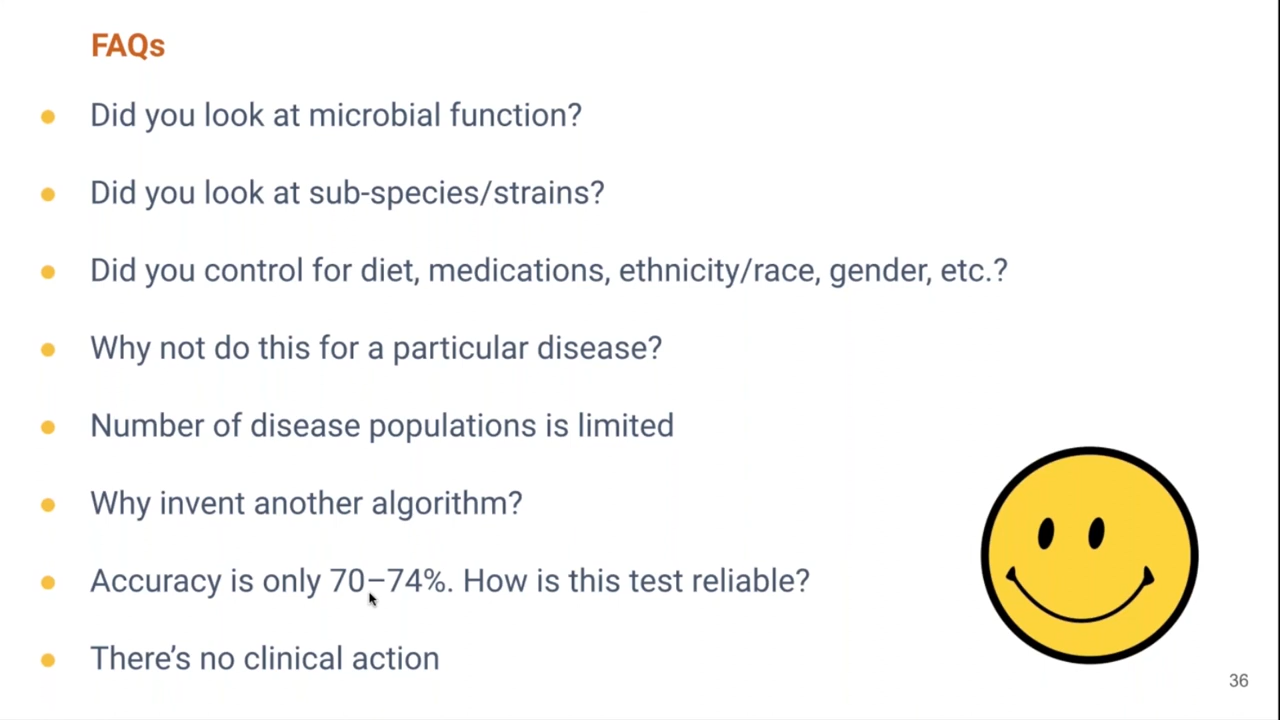 FAQs
Did you look at microbial function?
Did you look at sub-species/strains?
Did you control for diet, medications, ethnicity/race, gender, etc.?
Why not do this for a particular disease?
Number of disease populations is limited
Why invent another algorithm?
Accuracy is only 70–74%. How is this test reliable?
There’s no clinical action
36